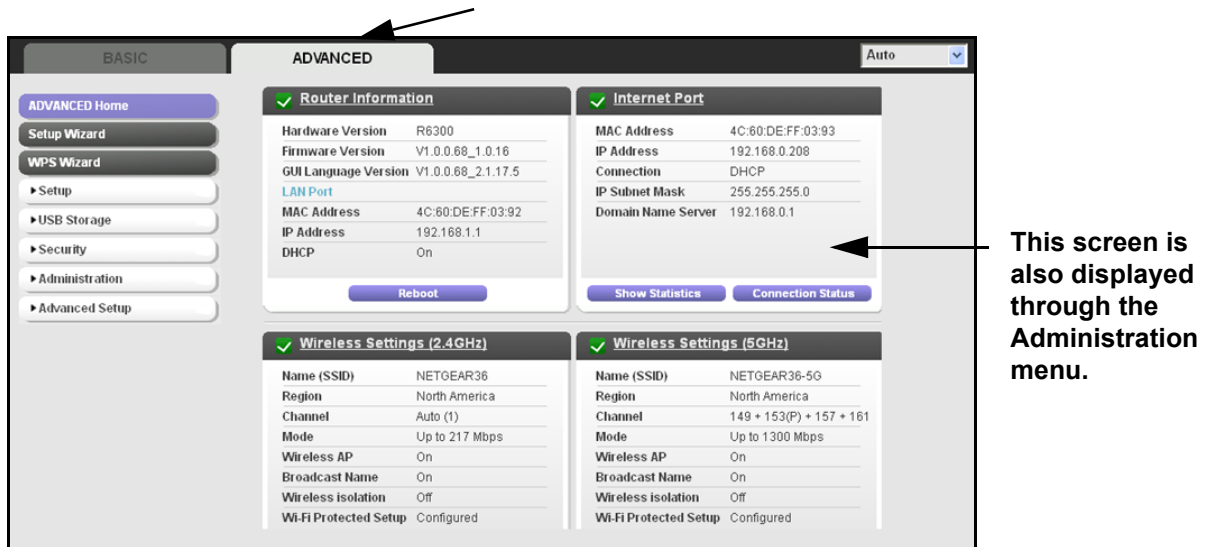 BASIC
ADVANCED
Auto
ADVANCED Home
Setup Wizard
WPS Wizard
Setup
USB Storage
Security
Administration
Advanced Setup
Router Information
Hardware Version R6300
Firmware Version V1.0.0.68_1.0.16
GUI Language Version V1.0.0.68_2.1.17.5
LAN Port
MAC Address 4C:60:DE:FF:03:92
IP Address 192.168.1.1
DHCP On
Reboot
Internet Port
MAC Address 4C:60:DE:FF:03:93
IP Address 192.168.0.208
Connection DHCP
IP Subnet Mask 255.255.255.0
Domain Name Server 192.168.0.1
Show Statistics Connection Status
Wireless Settings (2.4GHz)
Name (SSID) NETGEAR36
Region North America
Channel Auto (1)
Mode Up to 217 Mbps
Wireless AP On
Broadcast Name On
Wireless isolation Off
Wi-Fi Protected Setup Configured
Wireless Settings (5GHz)
Name (SSID) NETGEAR36-5G
Region North America
Channel 149 + 153(P) + 157 + 161
Mode Up to 1300 Mbps
Wireless AP On
Broadcast Name On
Wireless isolation Off
Wi-Fi Protected Setup Configured
This screen is
also displayed
through the
Administration
menu.